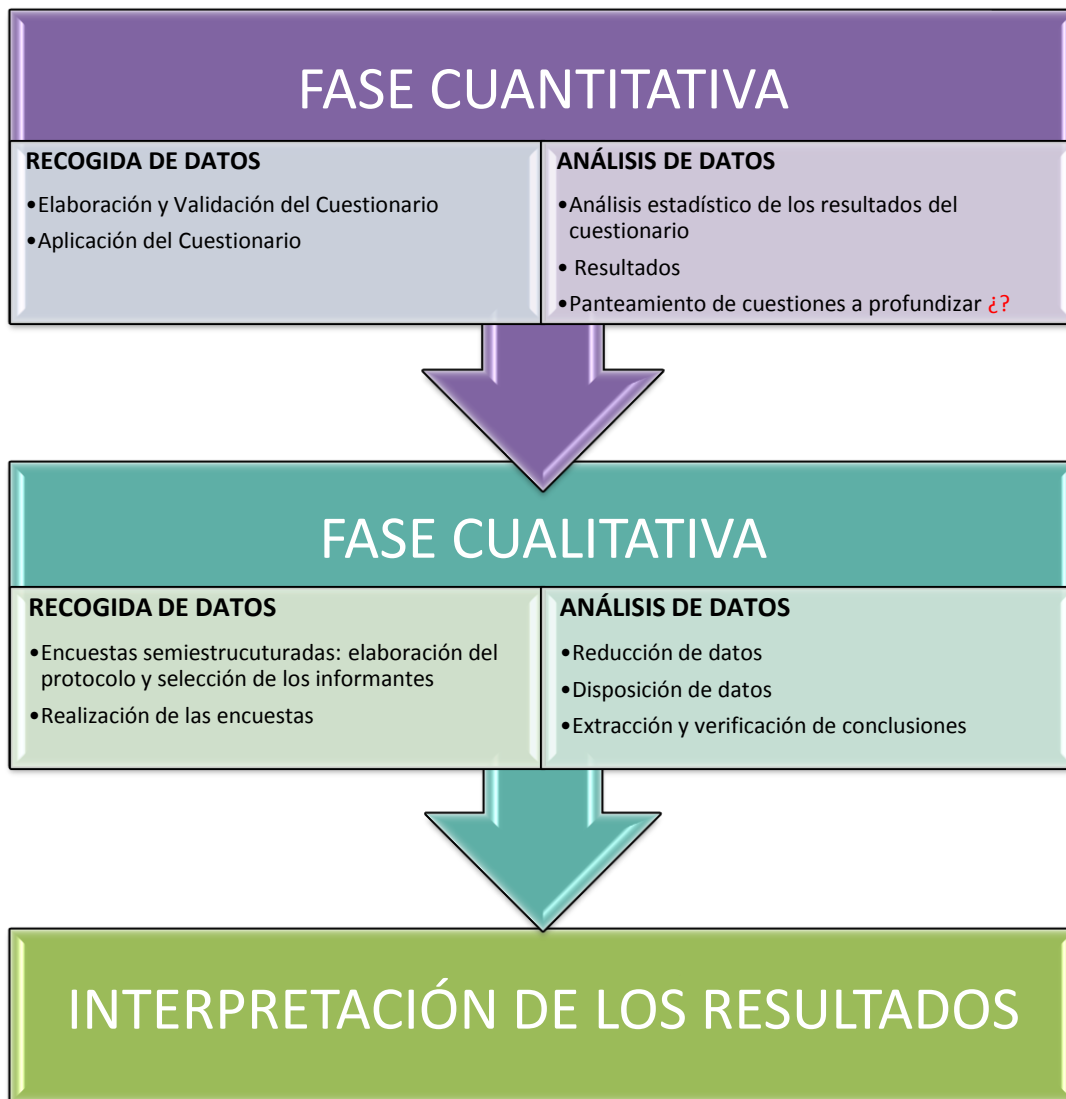 FASE CUANTITATIVA
RECOGIDA DE DATOS
•Elaboración y Validación del Cuestionario
•Aplicación del Cuestionario
ANÁLISIS DE DATOS
•Análisis estadístico de los resultados del
cuestionario
• Resultados
•Panteamiento de cuestiones a profundizar ¿?
FASE CUALITATIVA
RECOGIDA DE DATOS
•Encuestas semiestrucuturadas: elaboración del
protocolo y selección de los informantes
•Realización de las encuestas
ANÁLISIS DE DATOS
•Reducción de datos
•Disposición de datos
•Extracción y verificación de conclusiones
INTERPRETACIÓN DE LOS RESULTADOS